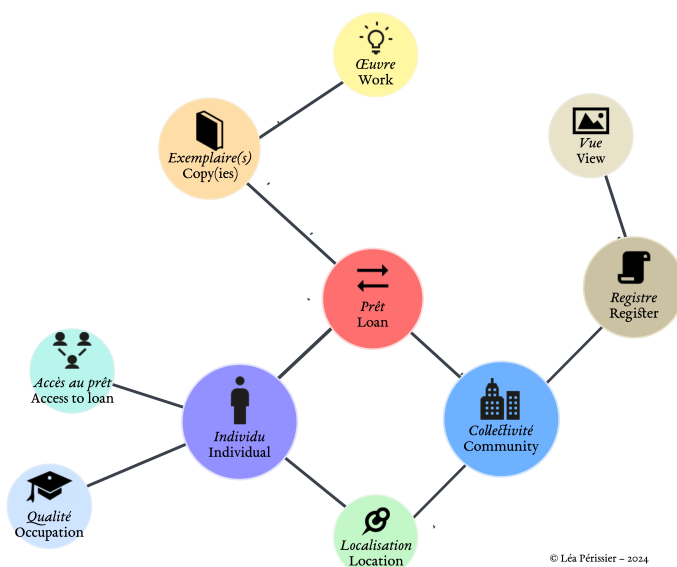 Œuvre
Work
Exemplaire(s)
Copy(ies)
Vue
View
Prêt
Loan
Registre
Register
Accès au prêt
Access to loan
Individu
Individual
Collectivité
Community
Qualité
Occupation
Localisation
Location
© Léa Périssier – 2024